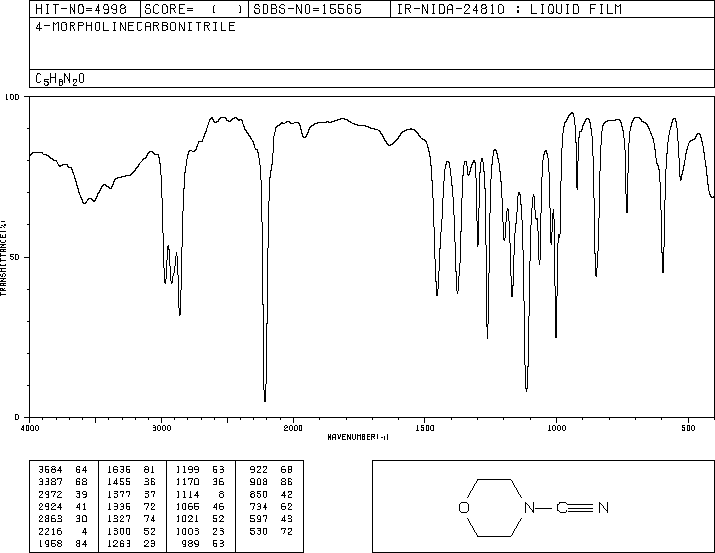 HIT-NO=4998 SCORE= ( ) SDBS-NO=15565 IR-NIDA-24810 : LIQUID FILM
4-MORPHOLINECARBONITRILE
C5H8N2O
100
TRANSMITTANCE(%)
50
0
4000 3000 2000 1500 1000 500
WAVENUMBER(-1)
3584 64 1636 81 1199 53 922 68
3387 68 1455 36 1170 36 908 86
2972 39 1377 37 1114 8 850 42
2924 41 1336 72 1066 46 734 62
2863 30 1327 74 1021 52 597 43
2216 4 1300 52 1003 23 530 72
1958 84 1263 23 989 53
O N C N